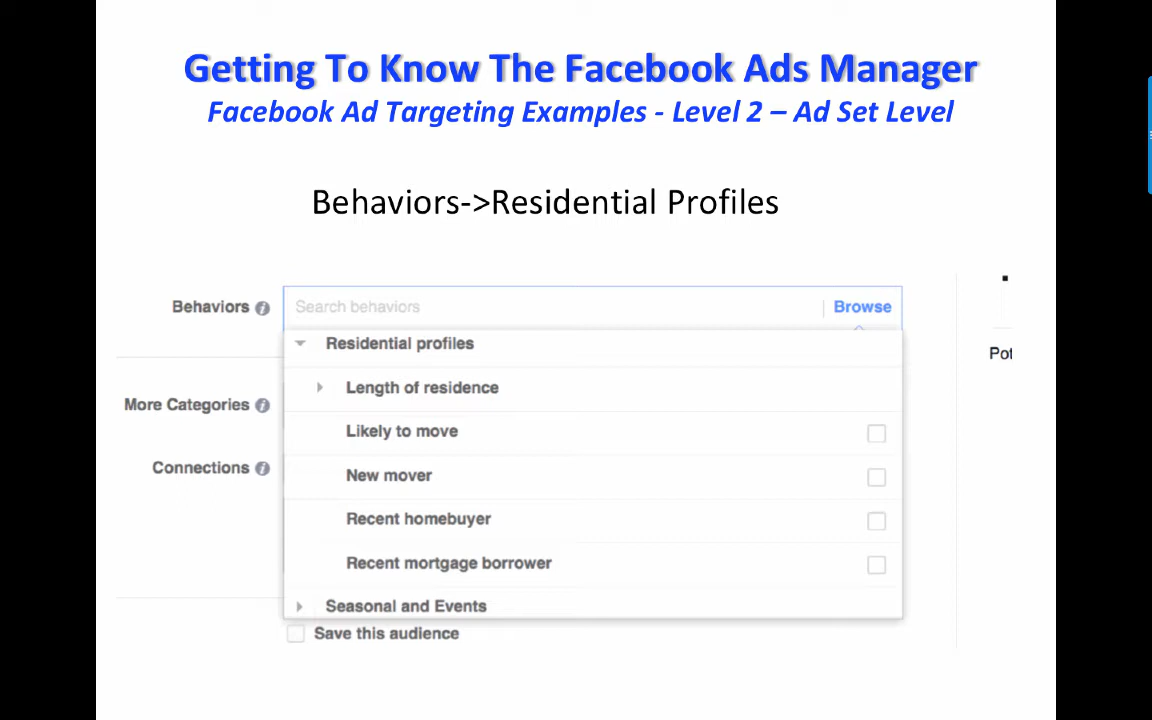 Getting To Know The Facebook Ads Manager
Facebook Ad Targeting Examples - Level 2 – Ad Set Level
Behaviors->Residential Profiles
Behaviors
Search behaviors
Browse
Residential profiles
Pot
Length of residence
More Categories
Likely to move
Connections
New mover
Recent homebuyer
Recent mortgage borrower
Seasonal and Events
Save this audience